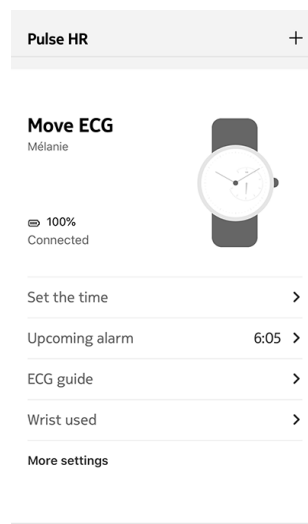 Pulse HR
Move ECG
Mélanie
100%
Connected
Set the time
Upcoming alarm 6:05
ECG guide
Wrist used
More settings